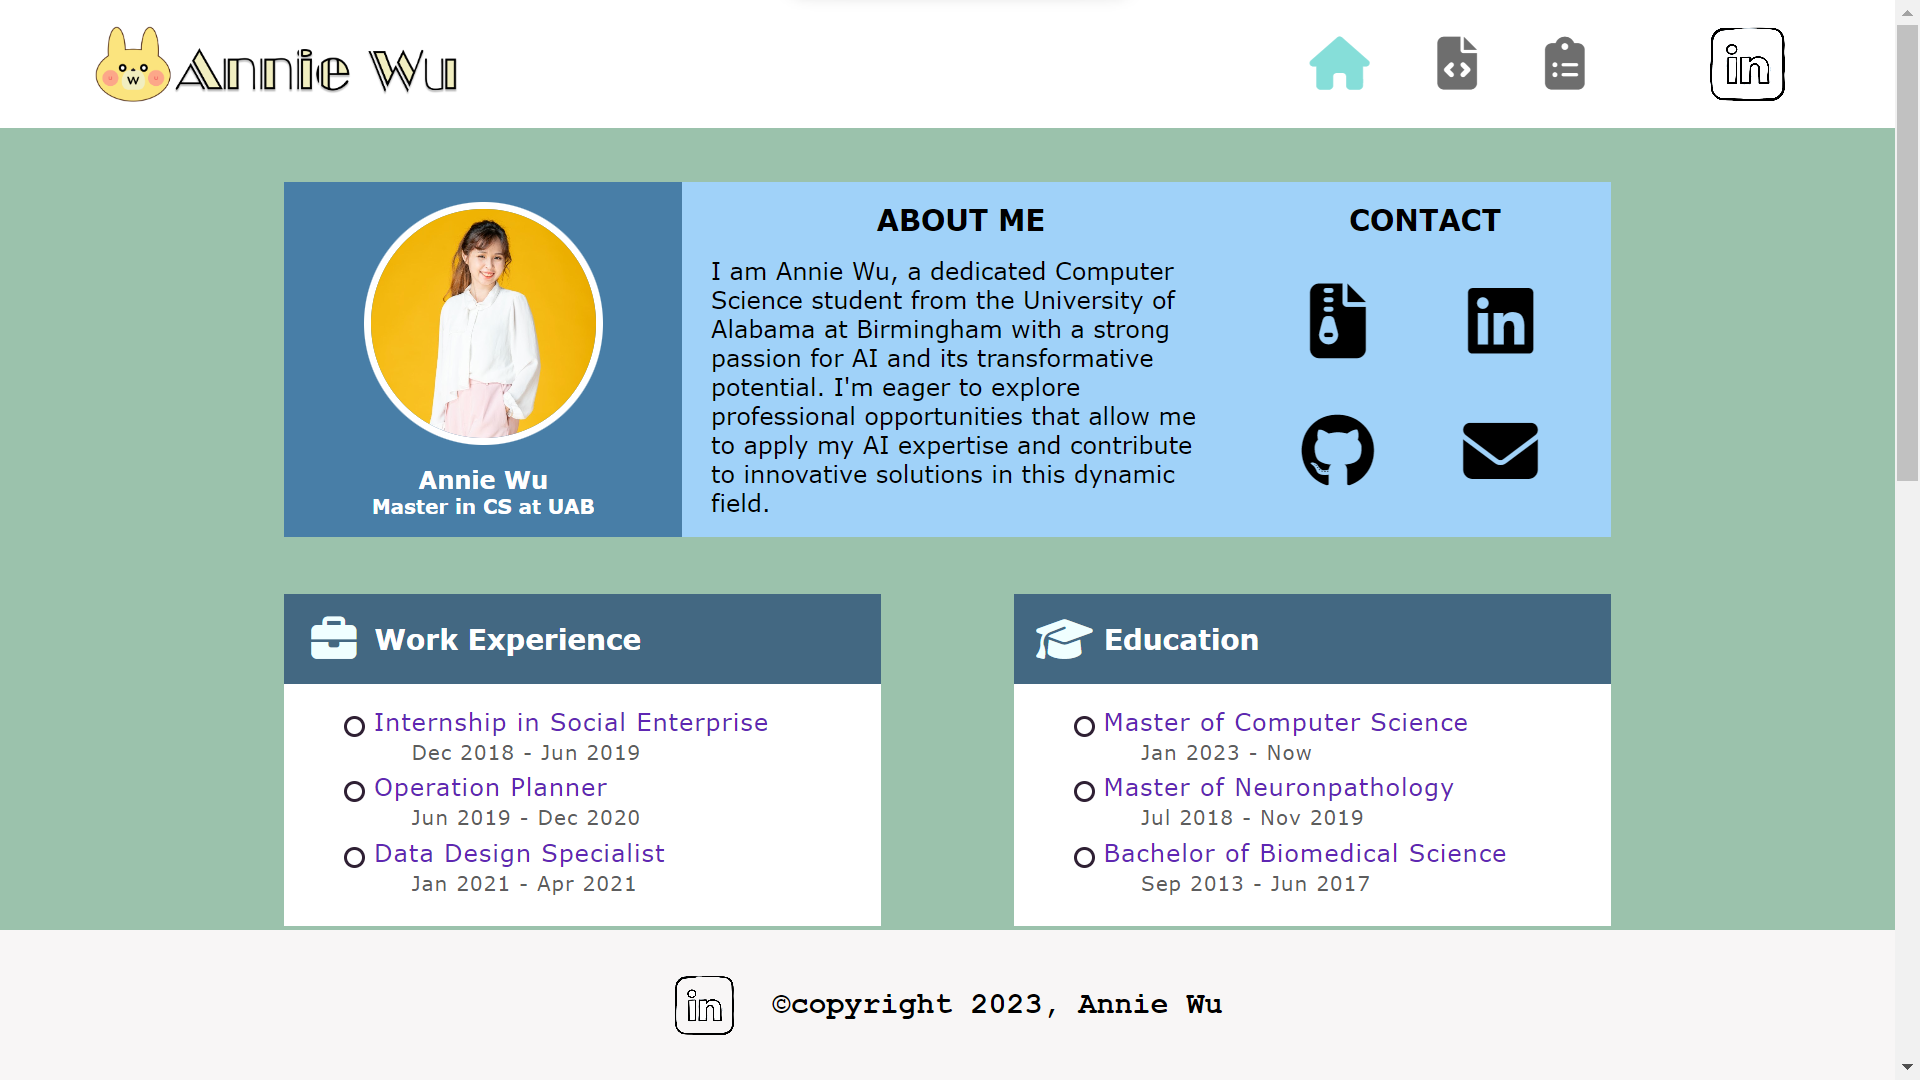 Annie Wu
in
ABOUT ME
I am Annie Wu, a dedicated Computer
Science student from the University of
Alabama at Birmingham with a strong
passion for AI and its transformative
potential. I'm eager to explore
professional opportunities that allow me
to apply my AI expertise and contribute
to innovative solutions in this dynamic
field.
CONTACT
in
Annie Wu
Master in CS at UAB
Work Experience
Internship in Social Enterprise
Dec 2018 - Jun 2019
Operation Planner
Jun 2019 - Dec 2020
Data Design Specialist
Jan 2021 - Apr 2021
Education
Master of Computer Science
Jan 2023 - Now
Master of Neuronpathology
Jul 2018 - Nov 2019
Bachelor of Biomedical Science
Sep 2013 - Jun 2017
in
©copyright 2023, Annie Wu